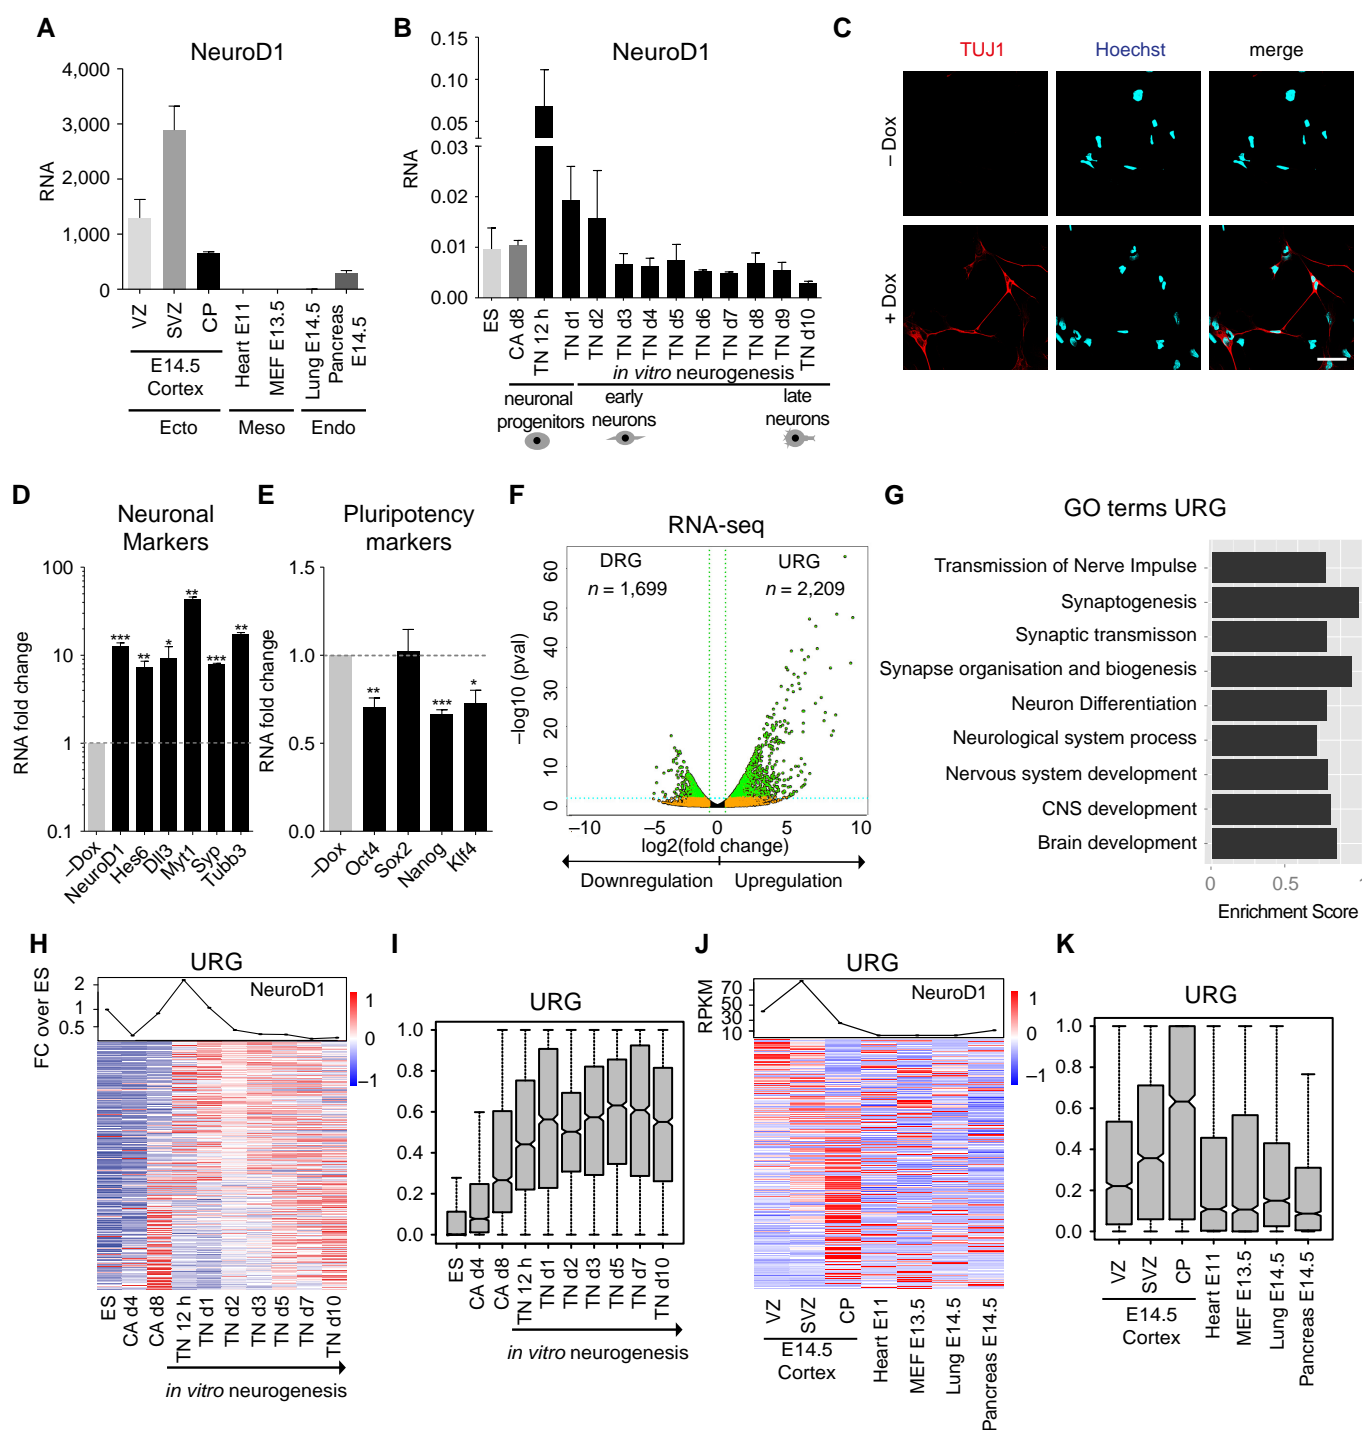 A
NeuroD1
RNA
4,000
3,000
2,000
1,000
0
VZ
SVZ
CP
Heart E11
MEF E13.5
Lung E14.5
Pancreas
E14.5
E14.5
Cortex
Ecto
Meso
Endo
B
NeuroD1
RNA
0.15
0.10
0.05
0.03
0.02
0.01
0.00
ES
CA d8
TN 12 h
TN d1
TN d2
TN d3
TN d4
TN d5
TN d6
TN d7
TN d8
TN d9
TN d10
in vitro neurogenesis
neuronal
progenitors
early
neurons
late
neurons
C
TUJ1
Hoechst
merge
– Dox
+ Dox
D
Neuronal
Markers
RNA fold change
100
10
1
0.1
***
**
*
**
***
**
–Dox
NeuroD1
Hes6
Dll3
Myt1
Syp
Tubb3
E
Pluripotency
markers
RNA fold change
1.5
1.0
0.5
0.0
**
***
*
–Dox
Oct4
Sox2
Nanog
Klf4
F
RNA-seq
DRG
n = 1,699
URG
n = 2,209
–log10 (pval)
60
50
40
30
20
10
0
−10
−5
0
5
10
log2(fold change)
Downregulation
Upregulation
G
GO terms URG
Transmission of Nerve Impulse
Synaptogenesis
Synaptic transmisson
Synapse organisation and biogenesis
Neuron Differentiation
Neurological system process
Nervous system development
CNS development
Brain development
0
0.5
1
Enrichment Score
H
URG
NeuroD1
FC over ES
2
1
0.5
1
0
–1
ES
CA d4
CA d8
TN 12 h
TN d1
TN d2
TN d3
TN d5
TN d7
TN d10
in vitro neurogenesis
I
URG
1.0
0.8
0.6
0.4
0.2
0.0
ES
CA d4
CA d8
TN 12 h
TN d1
TN d2
TN d3
TN d5
TN d7
TN d10
in vitro neurogenesis
J
URG
NeuroD1
RPKM
70
50
30
10
1
0
–1
VZ
SVZ
CP
E14.5
Cortex
Heart E11
MEF E13.5
Lung E14.5
Pancreas E14.5
K
URG
1.0
0.8
0.6
0.4
0.2
0.0
VZ
SVZ
CP
E14.5
Cortex
Heart E11
MEF E13.5
Lung E14.5
Pancreas E14.5